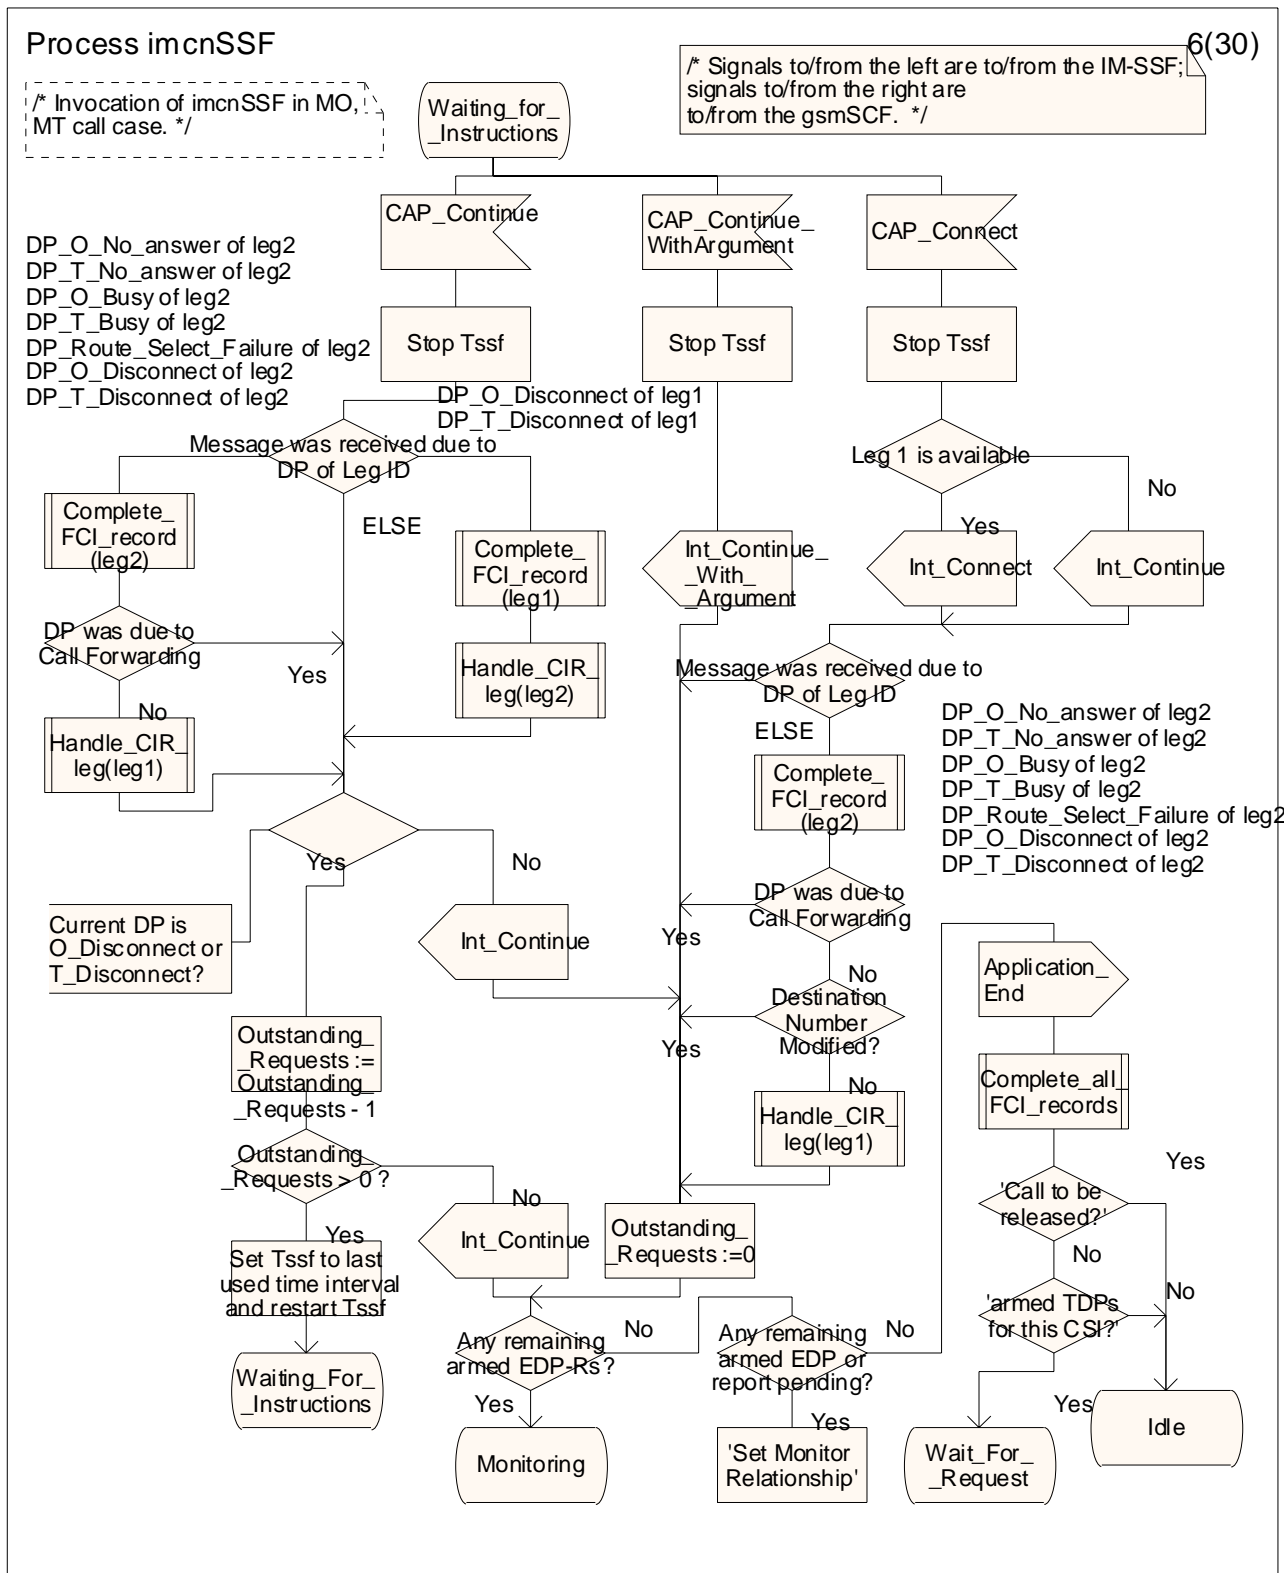 Process imcnSSF
6(30)
/* Invocation of imcnSSF in MO,
MT call case. */
/* Signals to/from the left are to/from the IM-SSF;
signals to/from the right are
to/from the gsmSCF. */
Waiting_for_
_Instructions
CAP_Continue
CAP_Continue_
WithArgument
CAP_Connect
DP_O_No_answer of leg2
DP_T_No_answer of leg2
DP_O_Busy of leg2
DP_T_Busy of leg2
DP_Route_Select_Failure of leg2
DP_O_Disconnect of leg2
DP_T_Disconnect of leg2
Stop Tssf
Stop Tssf
Stop Tssf
DP_O_Disconnect of leg1
DP_T_Disconnect of leg1
Message was received due to
DP of Leg ID
Leg 1 is available
No
Yes
ELSE
Complete_
FCI_record
(leg2)
Complete_
FCI_record
(leg1)
Int_Continue_
_With_
_Argument
Int_Connect
Int_Continue
DP was due to
Call Forwarding
Yes
No
Handle_CIR_
leg(leg2)
Handle_CIR_
leg(leg1)
Message was received due to
DP of Leg ID
ELSE
DP_O_No_answer of leg2
DP_T_No_answer of leg2
DP_O_Busy of leg2
DP_T_Busy of leg2
DP_Route_Select_Failure of leg2
DP_O_Disconnect of leg2
DP_T_Disconnect of leg2
Complete_
FCI_record
(leg2)
Yes
No
Current DP is
O_Disconnect or
T_Disconnect?
Int_Continue
DP was due to
Call Forwarding
Yes
No
Destination
Number
Modified?
Yes
No
Application_
End
Outstanding_
_Requests :=
Outstanding_
_Requests - 1
Handle_CIR_
leg(leg1)
Complete_all_
FCI_records
Outstanding_
_Requests > 0 ?
No
Yes
Int_Continue
Outstanding_
_Requests :=0
Yes
'Call to be
released?'
No
Set Tssf to last
used time interval
and restart Tssf
'armed TDPs
for this CSI?'
No
Yes
Waiting_For_
_Instructions
Any remaining
armed EDP-Rs?
No
Yes
Any remaining
armed EDP or
report pending?
No
Yes
Monitoring
'Set Monitor
Relationship'
Wait_For_
_Request
Idle